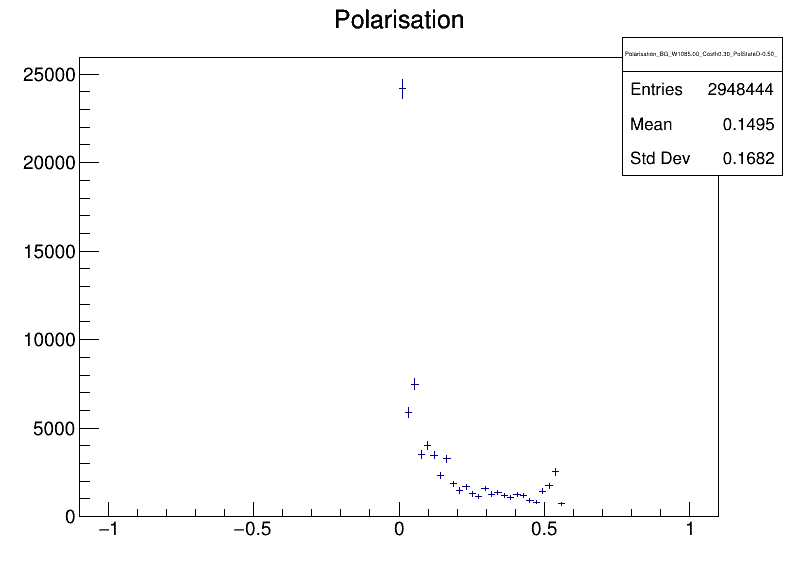 Polarisation
Polarisation_BG_W1085.00_Costh0.30_PolStateD-0.50_
Entries 2948444
Mean 0.1495
Std Dev 0.1682
25000
20000
15000
10000
5000
0
−1 −0.5 0 0.5 1